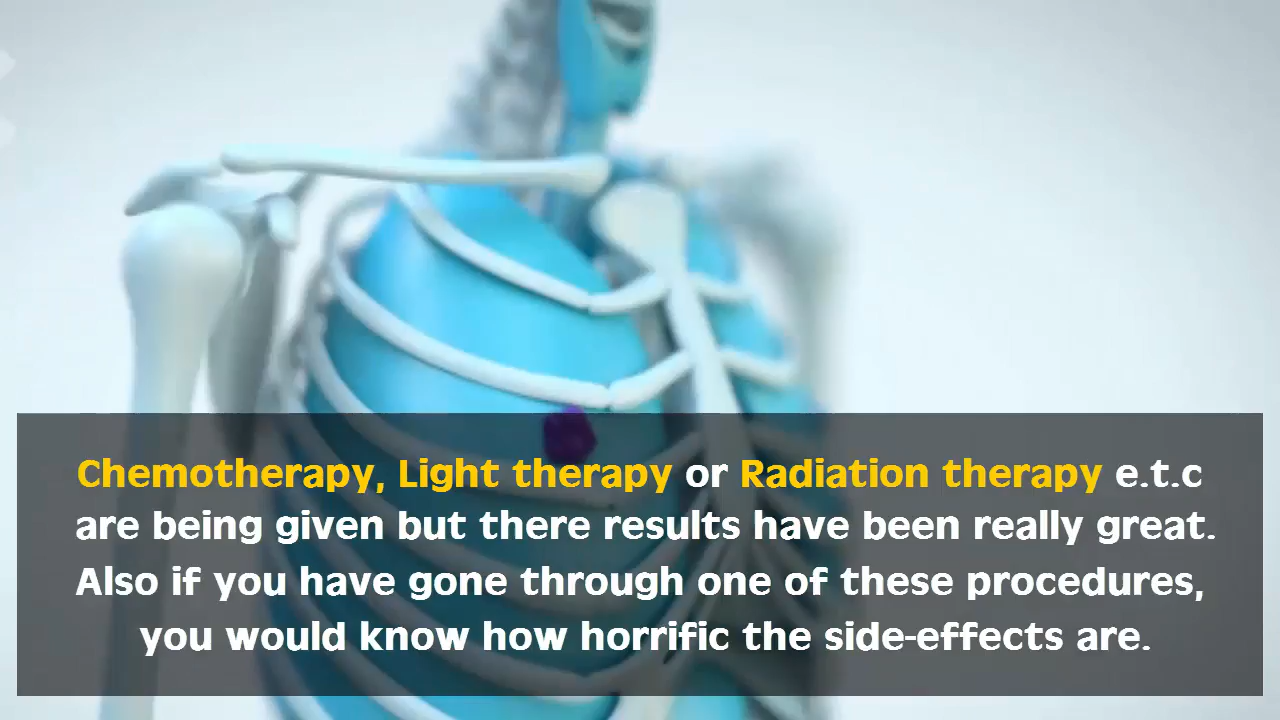 Chemotherapy, Light therapy or Radiation therapy e.t.c
are being given but there results have been really great.
Also if you have gone through one of these procedures,
you would know how horrific the side-effects are.